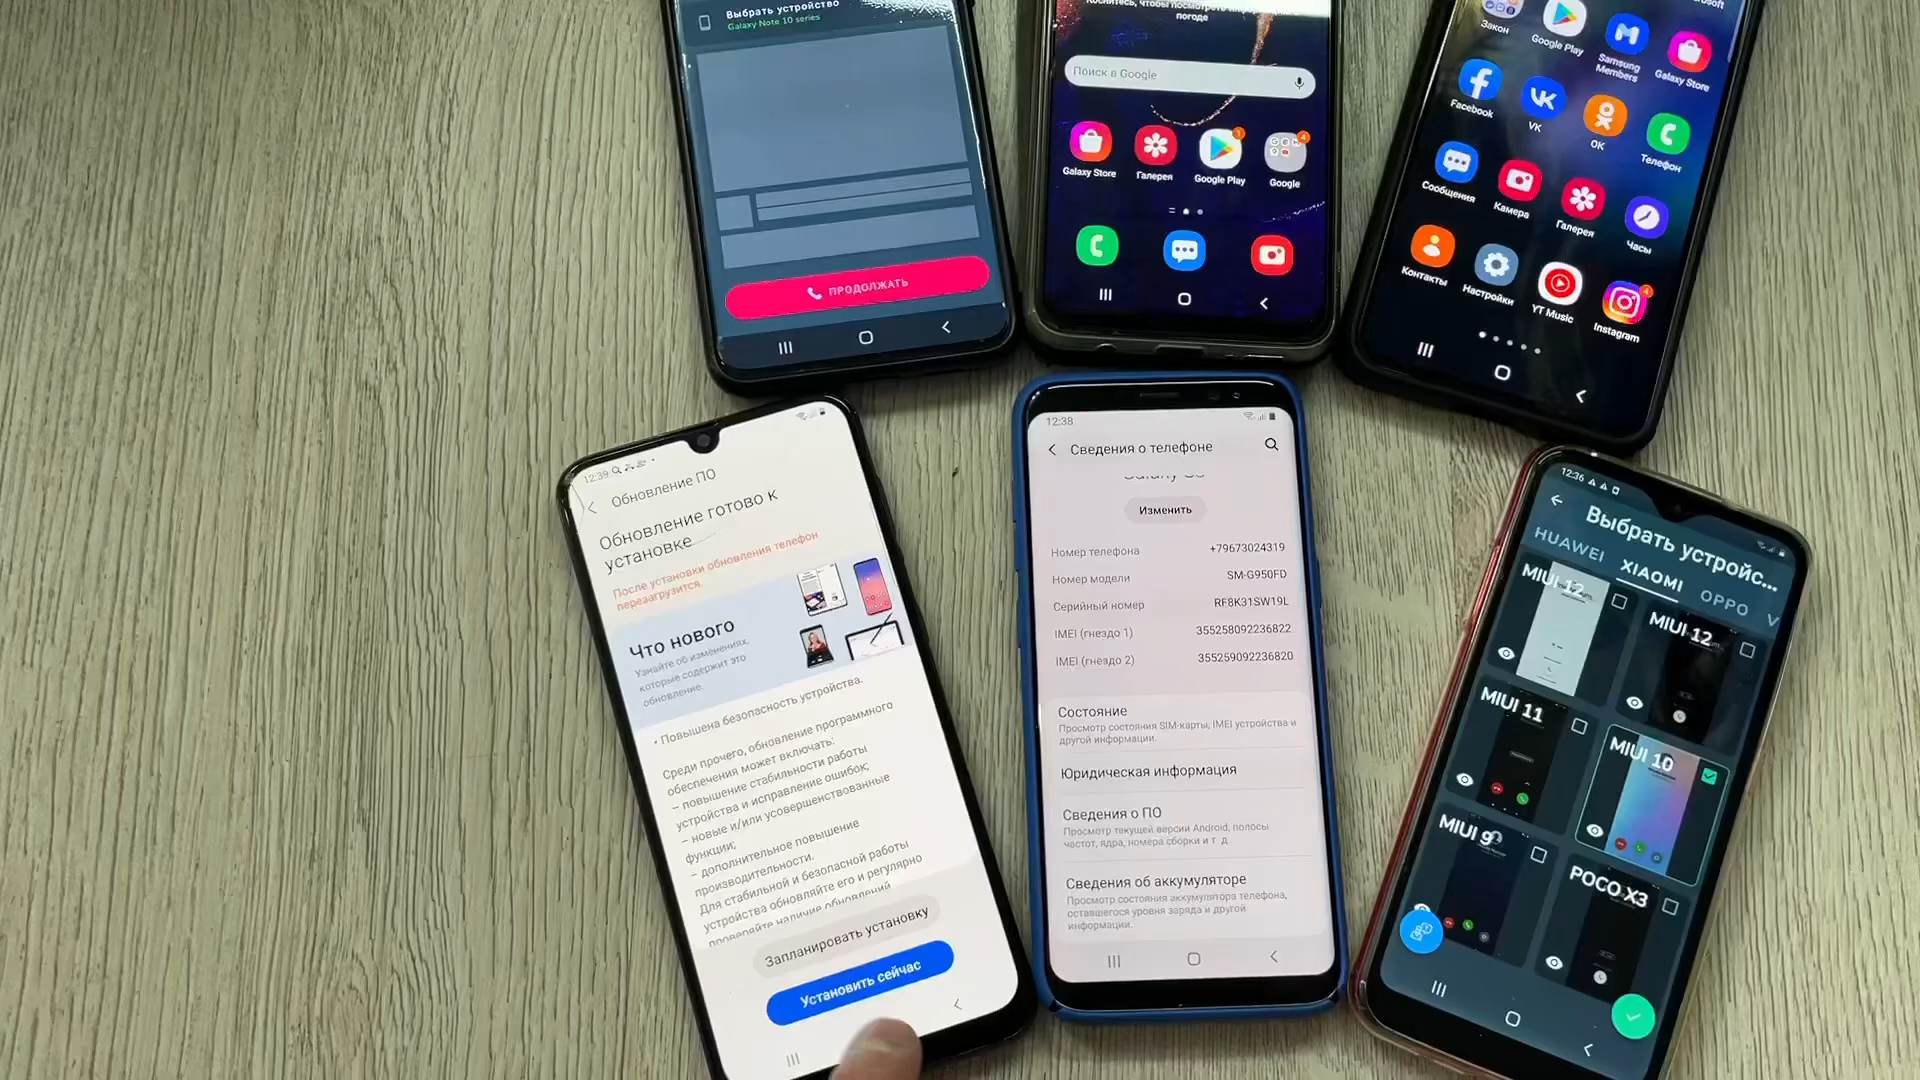 Выбрать устройство
Galaxy Note 10 series
ПРОДОЛЖАТЬ
погоде
Поиск в Google
Galaxy Store
Галерея
Google Play
1
Google
4
Закон
Google Play
Samsung Members
Galaxy Store
Facebook
VK
OK
Телефон
Сообщения
Камера
Галерея
Часы
Контакты
Настройки
YT Music
Instagram
4
12:39
Обновление ПО
Обновление готово к
установке
После установки обновления телефон
перезагрузится.
Что нового
Узнайте об изменениях,
которые содержит это
обновление.
• Повышена безопасность устройства.
Среди прочего, обновление программного
обеспечения может включать:
– повышение стабильности работы
устройства и исправление ошибок;
– новые и/или усовершенствованные
функции;
– дополнительное повышение
производительности.
Для стабильной и безопасной работы
устройства обновляйте его и регулярно
проверяйте наличие обновлений
Запланировать установку
Установить сейчас
12:38
Сведения о телефоне
Изменить
Номер телефона +79673024319
Номер модели SM-G950FD
Серийный номер RF8K31SW19L
IMEI (гнездо 1) 355258092236822
IMEI (гнездо 2) 355259092236820
Состояние
Просмотр состояния SIM-карты, IMEI устройства и
другой информации.
Юридическая информация
Сведения о ПО
Просмотр текущей версии Android, полосы
частот, ядра, номера сборки и т. д.
Сведения об аккумуляторе
Просмотр состояния аккумулятора телефона,
оставшегося уровня заряда и другой
информации.
12:36
Выбрать устройс...
HUAWEI XIAOMI OPPO V
MIUI 12
MIUI 12
MIUI 11
MIUI 10
MIUI 9
POCO X3